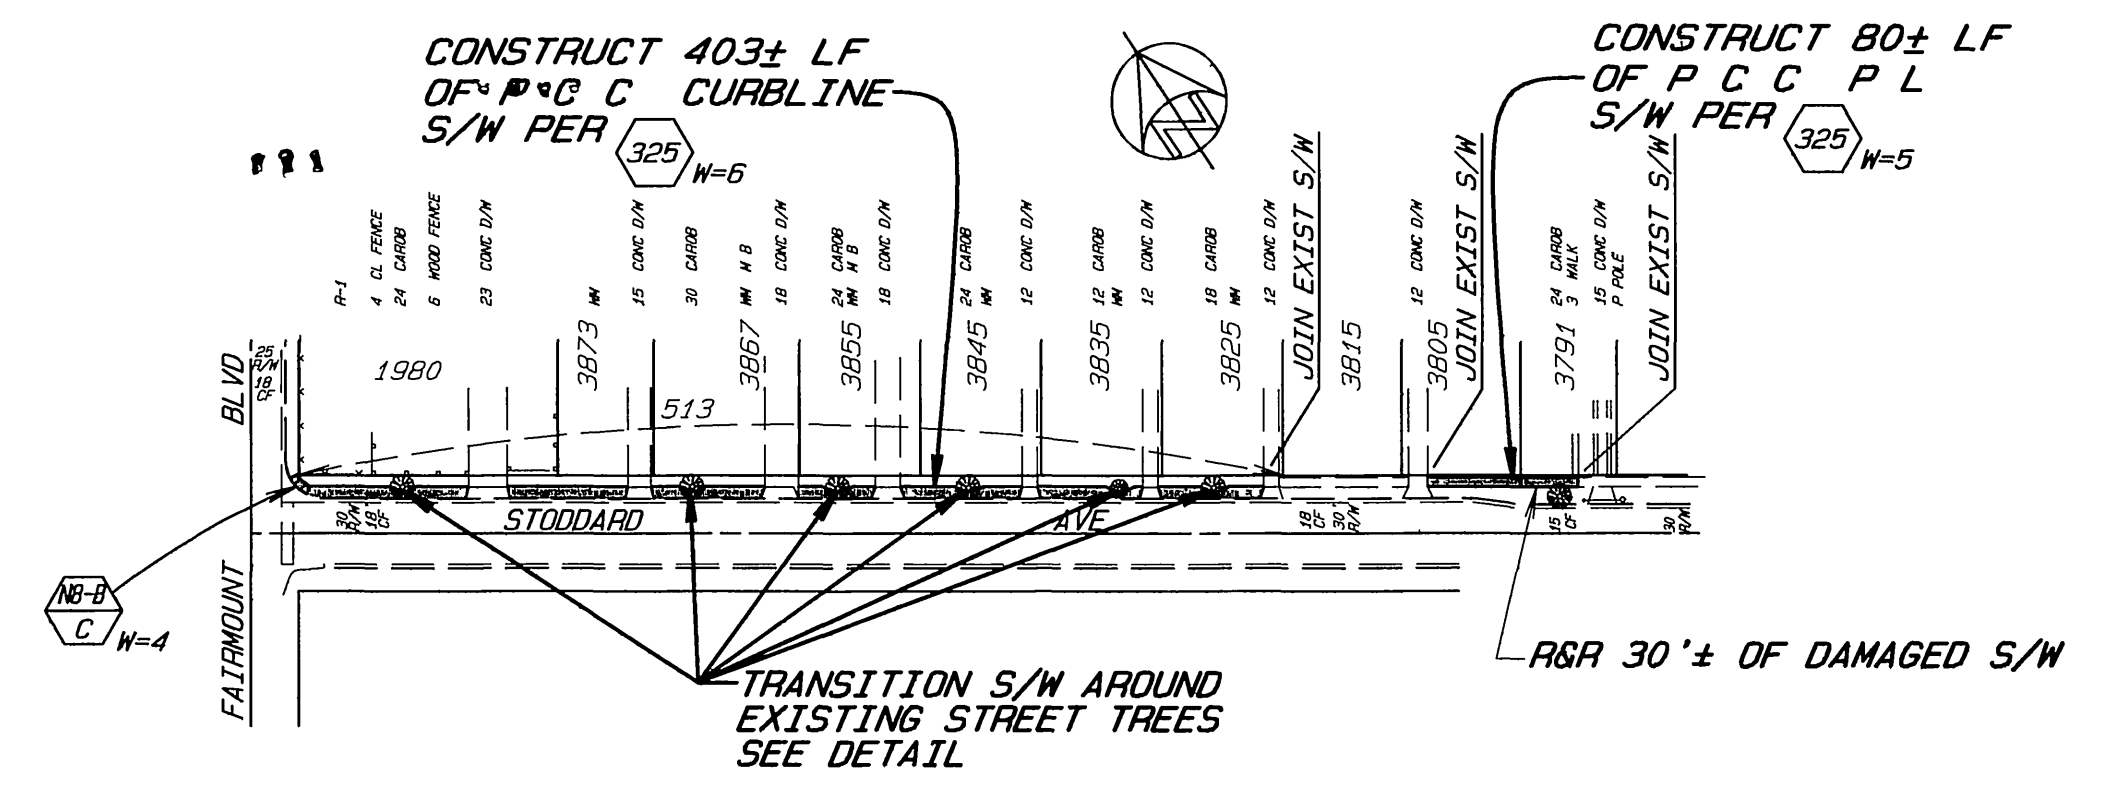 CONSTRUCT 403± LF
OF P C C CURBLINE
S/W PER
325
W=6
CONSTRUCT 80± LF
OF P C C P L
S/W PER
325
W=5
R-1
4 CL FENCE
24 CAROB
6 WOOD FENCE
23 CONC D/W
WM
15 CONC D/W
30 CAROB
WM M B
18 CONC D/W
24 CAROB
WM M B
18 CONC D/W
24 CAROB
WM
12 CONC D/W
12 CAROB
WM
12 CONC D/W
18 CAROB
WM
12 CONC D/W
JOIN EXIST S/W
12 CONC D/W
JOIN EXIST S/W
24 CAROB
3 WALK
15 CONC D/W
P POLE
JOIN EXIST S/W
BLVD
25
R/W
18
CF
1980
3873
3867
3855
3845
3835
3825
3815
3805
3791
513
30
R/W
18
CF
STODDARD AVE
18
CF
30
R/W
15
CF
30
R/W
FAIRMOUNT
N8-B
C
W=4
TRANSITION S/W AROUND
EXISTING STREET TREES
SEE DETAIL
R&R 30'± OF DAMAGED S/W